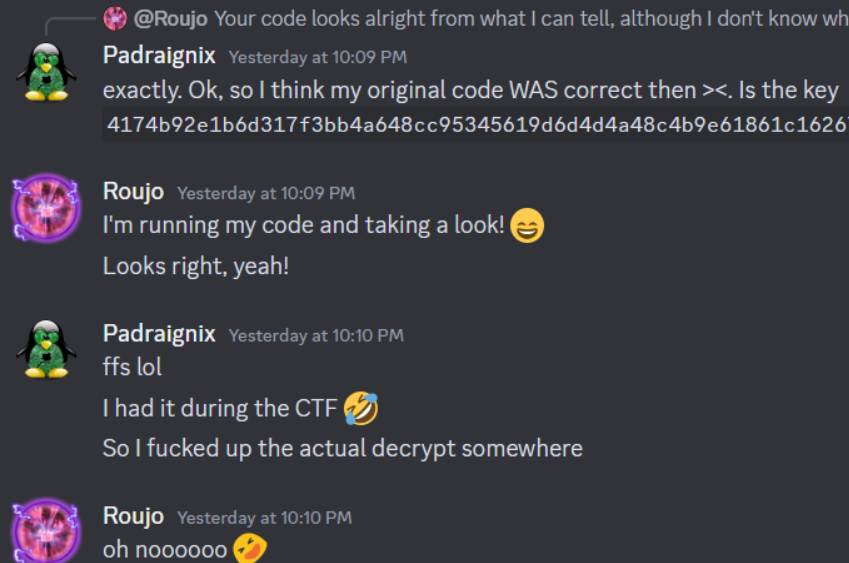 @Roujo Your code looks alright from what I can tell, although I don't know
Padraignix Yesterday at 10:09 PM
exactly. Ok, so I think my original code WAS correct then ><. Is the key
4174b92e1b6d317f3bb4a648cc95345619d6d4d4a48c4b9e61861c1626
Roujo Yesterday at 10:09 PM
I'm running my code and taking a look! 😄
Looks right, yeah!
Padraignix Yesterday at 10:10 PM
ffs lol
I had it during the CTF 🤣
So I fucked up the actual decrypt somewhere
Roujo Yesterday at 10:10 PM
oh noooooo 🤣